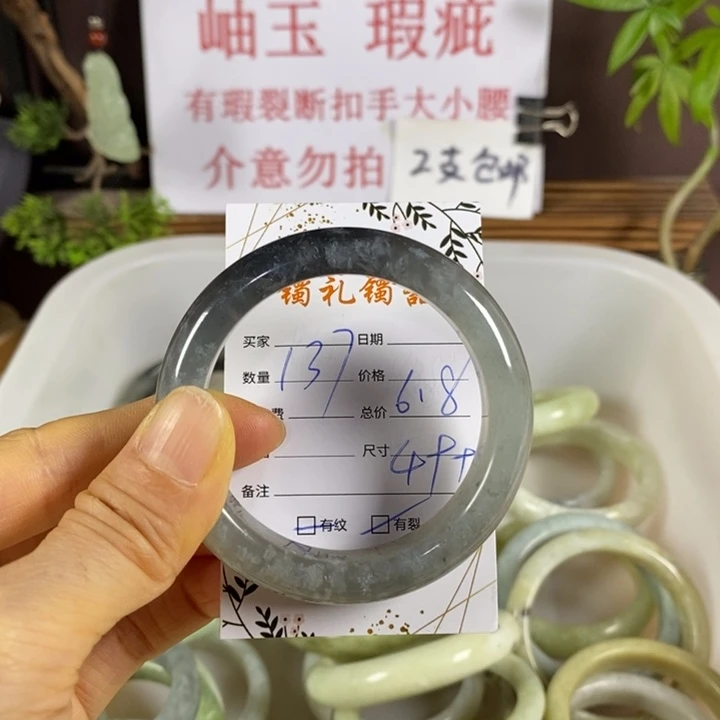 岫玉 瑕疵
有瑕裂断扣手大小腰
介意勿拍
2支包邮
镯礼镯
买家 日期
数量 137 价格 6.8
费 总价
尺寸 49+
备注
有纹 有裂